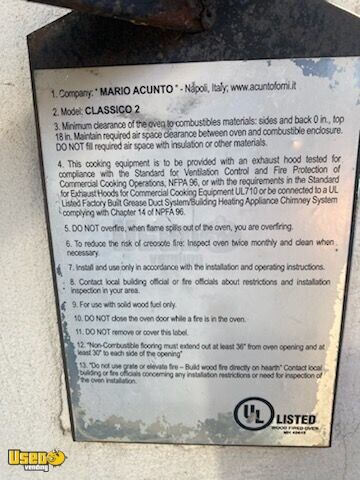 1. Company: " MARIO ACUNTO " - Napoli, Italy; www.acuntoforni.it
2. Model: CLASSICO 2
3. Minimum clearance of the oven to combustibles materials: sides and back 0 in., top
18 in. Maintain required air space clearance between oven and combustible enclosure.
DO NOT fill required air space with insulation or other materials.
4. This cooking equipment is to be provided with an exhaust hood tested for
compliance with the Standard for Ventilation Control and Fire Protection of
Commercial Cooking Operations, NFPA 96, or with the requirements in the Standard
for Exhaust Hoods for Commercial Cooking Equipment UL710 or be connected to a UL
Listed Factory Built Grease Duct System/Building Heating Appliance Chimney System
complying with Chapter 14 of NFPA 96.
5. DO NOT overfire, when flame spills out of the oven, you are overfiring.
6. To reduce the risk of creosote fire: Inspect oven twice monthly and clean when
necessary.
7. Install and use only in accordance with the installation and operating instructions.
8. Contact local building official or fire officials about restrictions and installation
inspection in your area.
9. For use with solid wood fuel only.
10. DO NOT close the oven door while a fire is in the oven.
11. DO NOT remove or cover this label.
12. "Non-Combustible flooring must extend out at least 36" from oven opening and at
least 30" to each side of the opening"
13. "Do not use grate or elevate fire – Build wood fire directly on hearth" Contact local
building or fire officials concerning any installation restrictions or need for inspection of
the oven installation.
UL LISTED
WOOD FIRED OVEN
Used
vending
.com